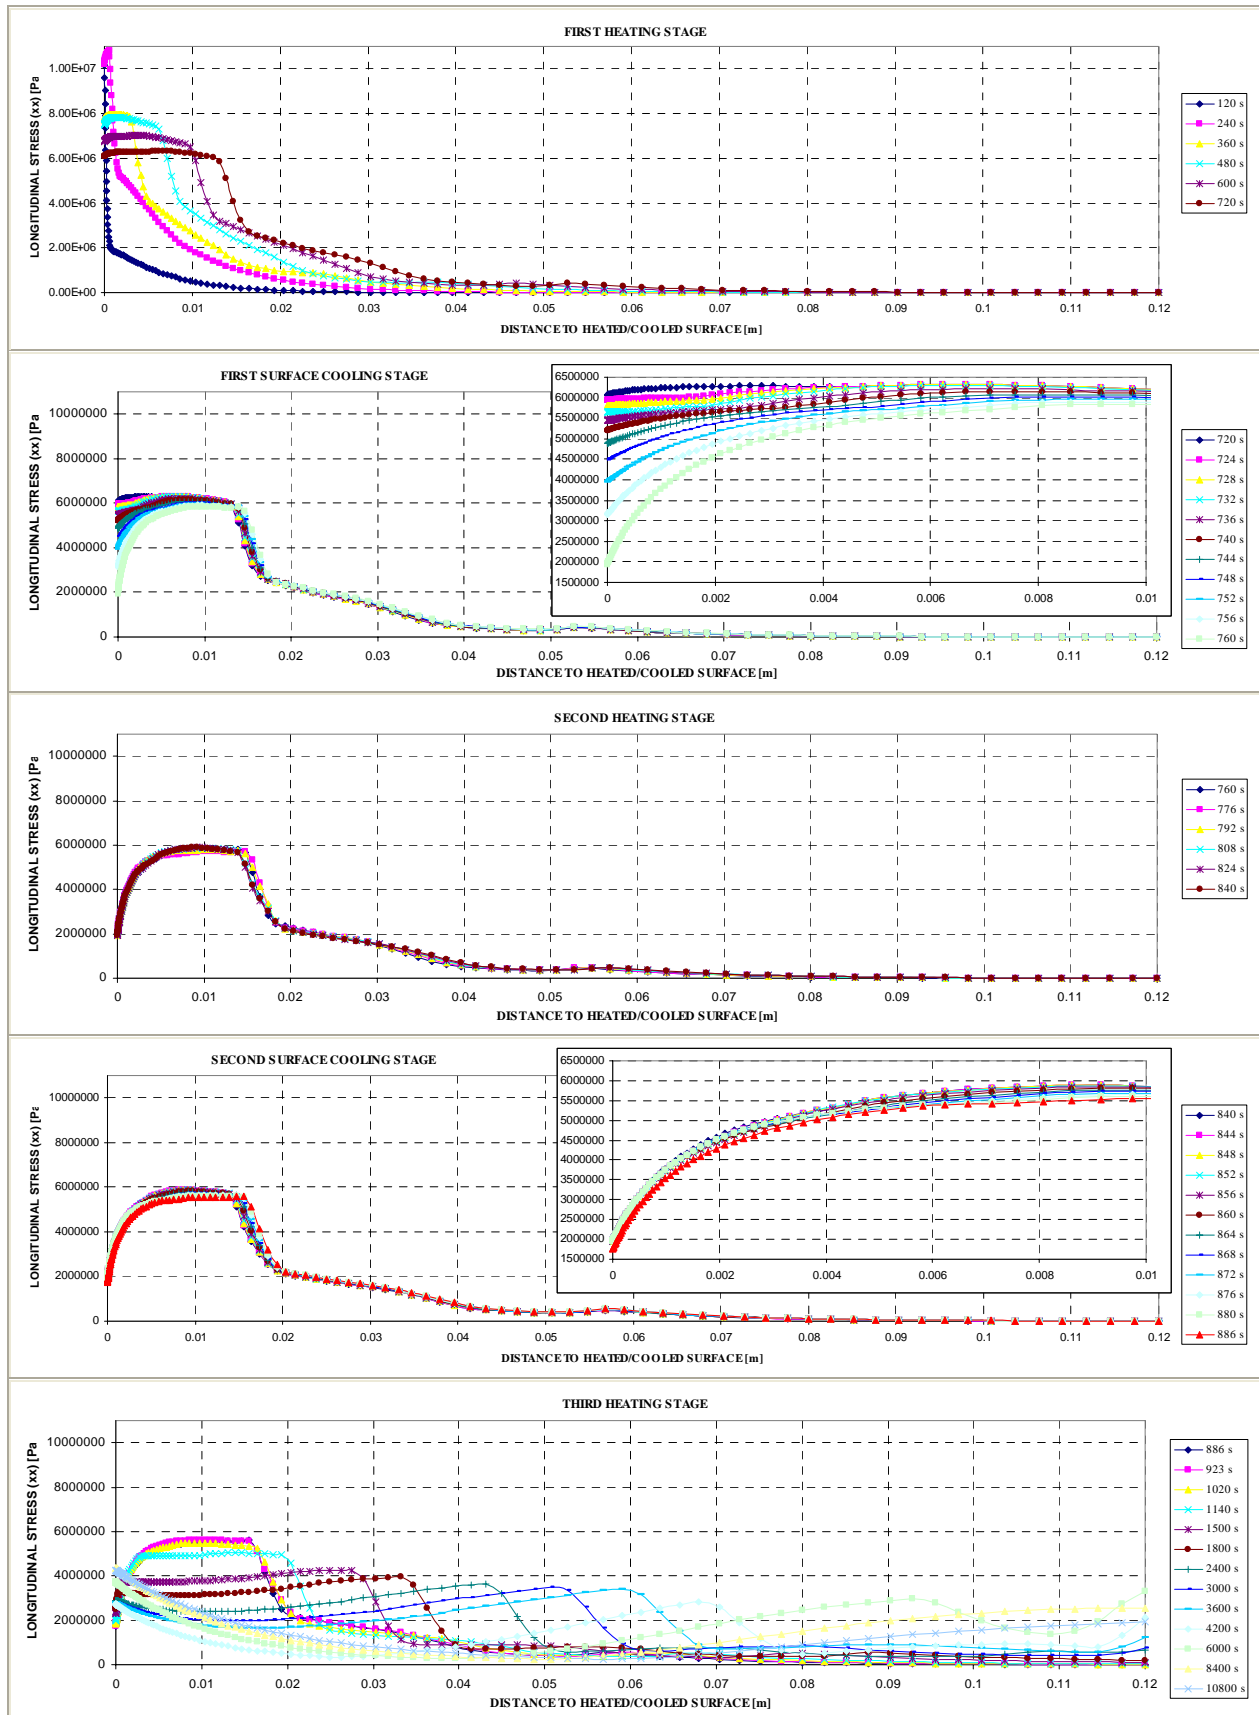 FIRST HEATING STAGE
LONGITUDINAL STRESS (xx) [Pa
1.00E+07
8.00E+06
6.00E+06
4.00E+06
2.00E+06
0.00E+00
0 0.01 0.02 0.03 0.04 0.05 0.06 0.07 0.08 0.09 0.1 0.11 0.12
DISTANCE TO HEATED/COOLED SURFACE [m]
120 s
240 s
360 s
480 s
600 s
720 s
FIRST SURFACE COOLING STAGE
LONGITUDINAL STRESS (xx) [Pa
10000000
8000000
6000000
4000000
2000000
0
0 0.01 0.02 0.03 0.04 0.05 0.06 0.07 0.08 0.09 0.1 0.11 0.12
DISTANCE TO HEATED/COOLED SURFACE [m]
6500000
6000000
5500000
5000000
4500000
4000000
3500000
3000000
2500000
2000000
1500000
0 0.002 0.004 0.006 0.008 0.01
720 s
724 s
728 s
732 s
736 s
740 s
744 s
748 s
752 s
756 s
760 s
SECOND HEATING STAGE
LONGITUDINAL STRESS (xx) [Pa
10000000
8000000
6000000
4000000
2000000
0
0 0.01 0.02 0.03 0.04 0.05 0.06 0.07 0.08 0.09 0.1 0.11 0.12
DISTANCE TO HEATED/COOLED SURFACE [m]
760 s
776 s
792 s
808 s
824 s
840 s
SECOND SURFACE COOLING STAGE
LONGITUDINAL STRESS (xx) [Pa
10000000
8000000
6000000
4000000
2000000
0
0 0.01 0.02 0.03 0.04 0.05 0.06 0.07 0.08 0.09 0.1 0.11 0.12
DISTANCE TO HEATED/COOLED SURFACE [m]
6500000
6000000
5500000
5000000
4500000
4000000
3500000
3000000
2500000
2000000
1500000
0 0.002 0.004 0.006 0.008 0.01
840 s
844 s
848 s
852 s
856 s
860 s
864 s
868 s
872 s
876 s
880 s
886 s
THIRD HEATING STAGE
LONGITUDINAL STRESS (xx) [Pa
10000000
8000000
6000000
4000000
2000000
0
0 0.01 0.02 0.03 0.04 0.05 0.06 0.07 0.08 0.09 0.1 0.11 0.12
DISTANCE TO HEATED/COOLED SURFACE [m]
886 s
923 s
1020 s
1140 s
1500 s
1800 s
2400 s
3000 s
3600 s
4200 s
6000 s
8400 s
10800 s